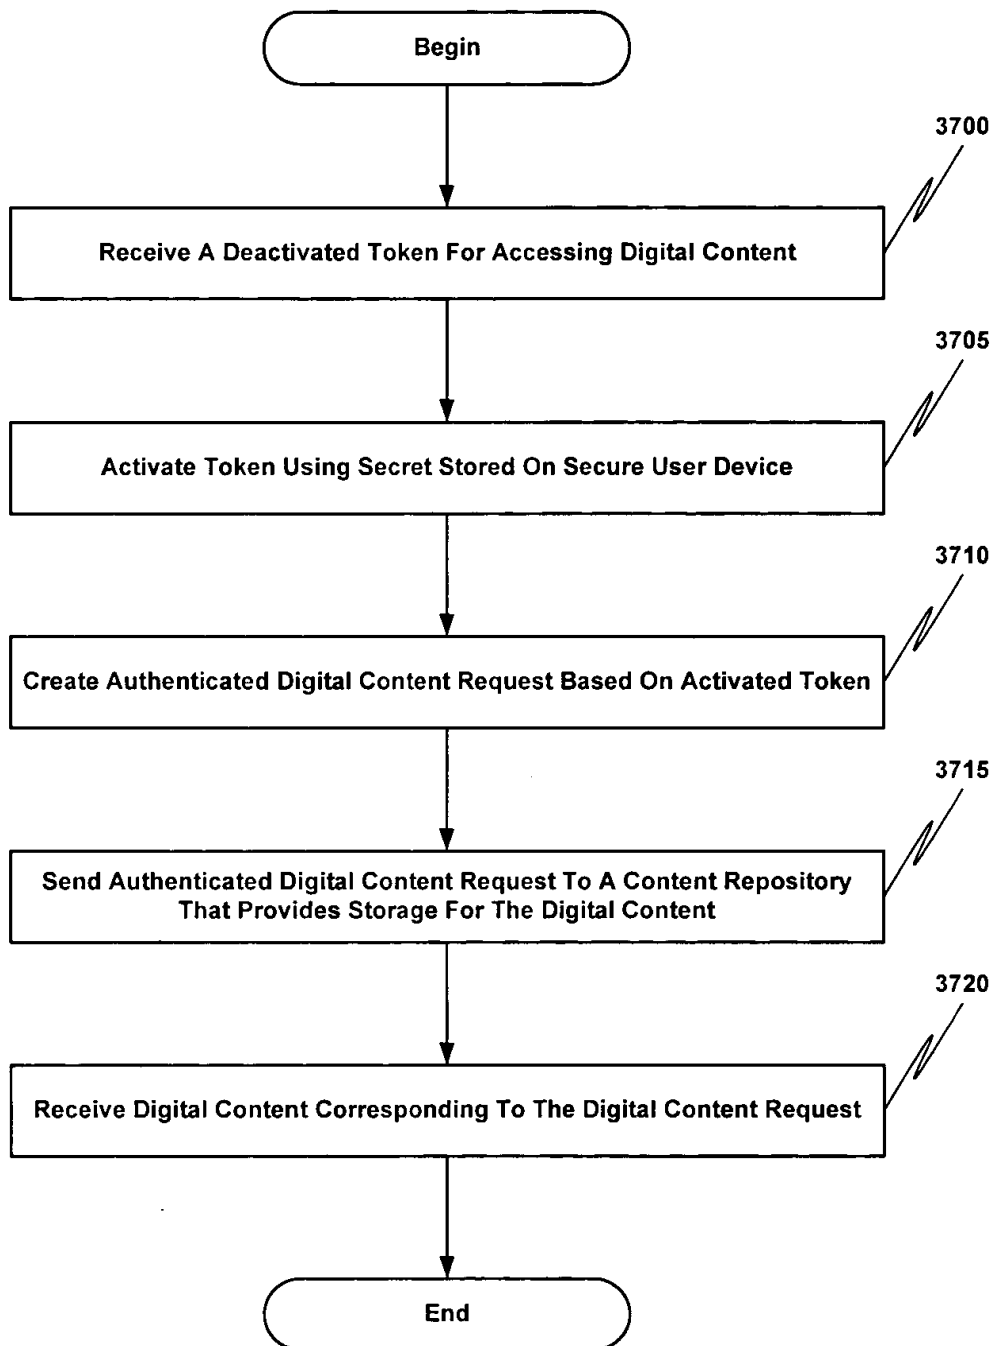 Begin
3700
Receive A Deactivated Token For Accessing Digital Content
3705
Activate Token Using Secret Stored On Secure User Device
3710
Create Authenticated Digital Content Request Based On Activated Token
3715
Send Authenticated Digital Content Request To A Content Repository
That Provides Storage For The Digital Content
3720
Receive Digital Content Corresponding To The Digital Content Request
End